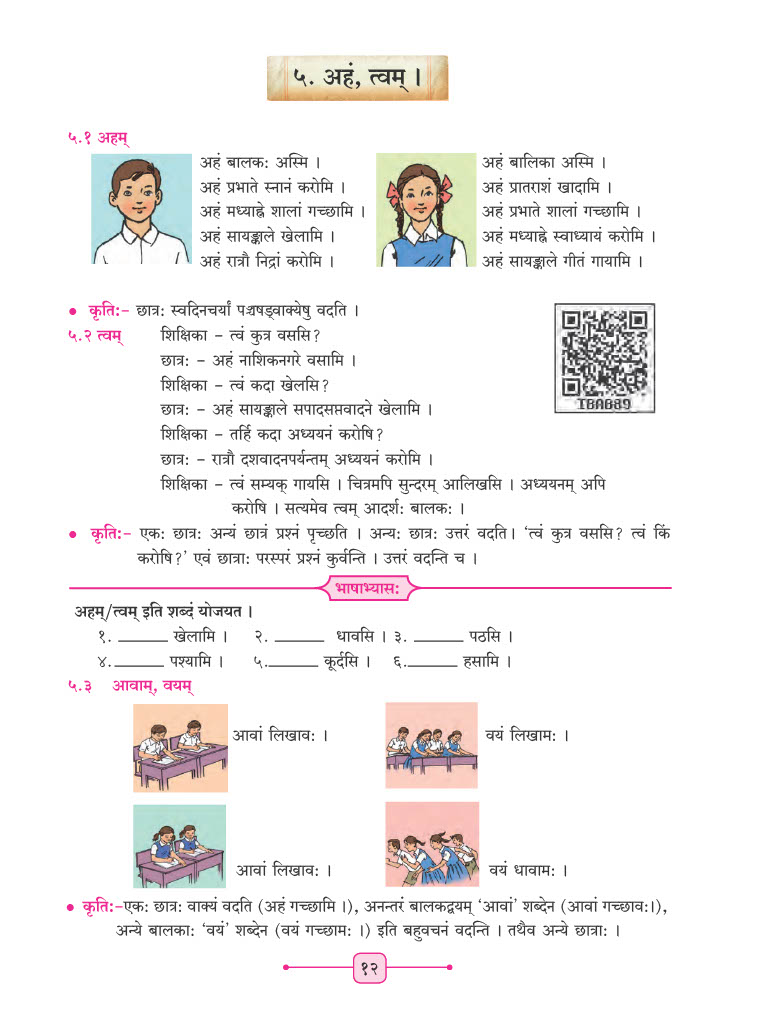 ५. अहं, त्वम् ।
५.१ अहम्
अहं बालकः अस्मि ।
अहं प्रभाते स्नानं करोमि ।
अहं मध्याह्ने शालां गच्छामि ।
अहं सायङ्काले खेलामि ।
अहं रात्रौ निद्रां करोमि ।
अहं बालिका अस्मि ।
अहं प्रातराशं खादामि ।
अहं प्रभाते शालां गच्छामि ।
अहं मध्याह्ने स्वाध्यायं करोमि ।
अहं सायङ्काले गीतं गायामि ।
• कृतिः- छात्रः स्वदिनचर्यां पञ्चषड्वाक्येषु वदति ।
५.२ त्वम् शिक्षिका – त्वं कुत्र वससि?
छात्रः – अहं नाशिकनगरे वसामि ।
शिक्षिका – त्वं कदा खेलसि?
छात्रः – अहं सायङ्काले सपादसप्तवादने खेलामि ।
शिक्षिका – तर्हि कदा अध्ययनं करोषि?
छात्रः – रात्रौ दशवादनपर्यन्तम् अध्ययनं करोमि ।
शिक्षिका – त्वं सम्यक् गायसि । चित्रमपि सुन्दरम् आलिखसि । अध्ययनम् अपि
करोषि । सत्यमेव त्वम् आदर्शः बालकः ।
IBAB89
• कृतिः- एकः छात्रः अन्यं छात्रं प्रश्नं पृच्छति । अन्यः छात्रः उत्तरं वदति। ‘त्वं कुत्र वससि? त्वं किं
करोषि?’ एवं छात्राः परस्परं प्रश्नं कुर्वन्ति । उत्तरं वदन्ति च ।
भाषाभ्यासः
अहम्/त्वम् इति शब्दं योजयत ।
१. ______ खेलामि । २. ______ धावसि । ३. ______ पठसि ।
४.______ पश्यामि । ५.______ कूर्दसि । ६.______ हसामि ।
५.३ आवाम्, वयम्
आवां लिखावः । वयं लिखामः ।
आवां लिखावः । वयं धावामः ।
• कृतिः-एकः छात्रः वाक्यं वदति (अहं गच्छामि ।), अनन्तरं बालकद्वयम् ‘आवां’ शब्देन (आवां गच्छावः।),
अन्ये बालकाः ‘वयं’ शब्देन (वयं गच्छामः ।) इति बहुवचनं वदन्ति । तथैव अन्ये छात्राः ।
१२